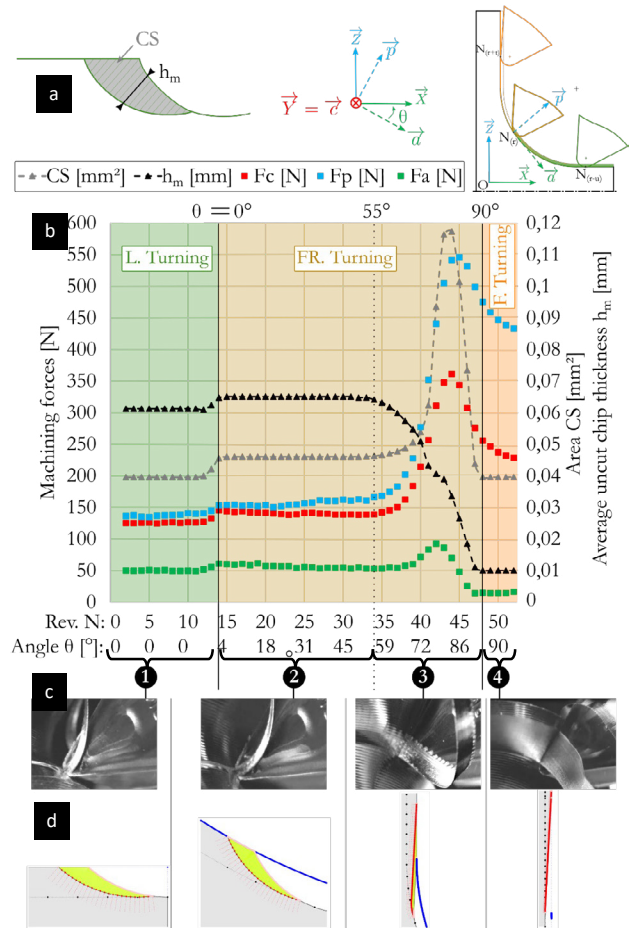 CS
h_m
a
z
p
Y = c
x
θ
a
N(r+t)
N(r)
p
z
a
x
O
N(r-u)
CS [mm²] h_m [mm] Fc [N] Fp [N] Fa [N]
θ = 0° 55° 90°
b
L. Turning
FR. Turning
F. Turning
Machining forces [N]
600
550
500
450
400
350
300
250
200
150
100
50
0
0,12
0,11
0,1
0,09
0,08
0,07
0,06
0,05
0,04
0,03
0,02
0,01
0
Area CS [mm²]
Average uncut chip thickness h_m [mm]
Rev. N: 0 5 10 15 20 25 30 35 40 45 50
Angle θ [°]: 0 0 0 4 18 31 45 59 72 86 90
1 2 3 4
c
d